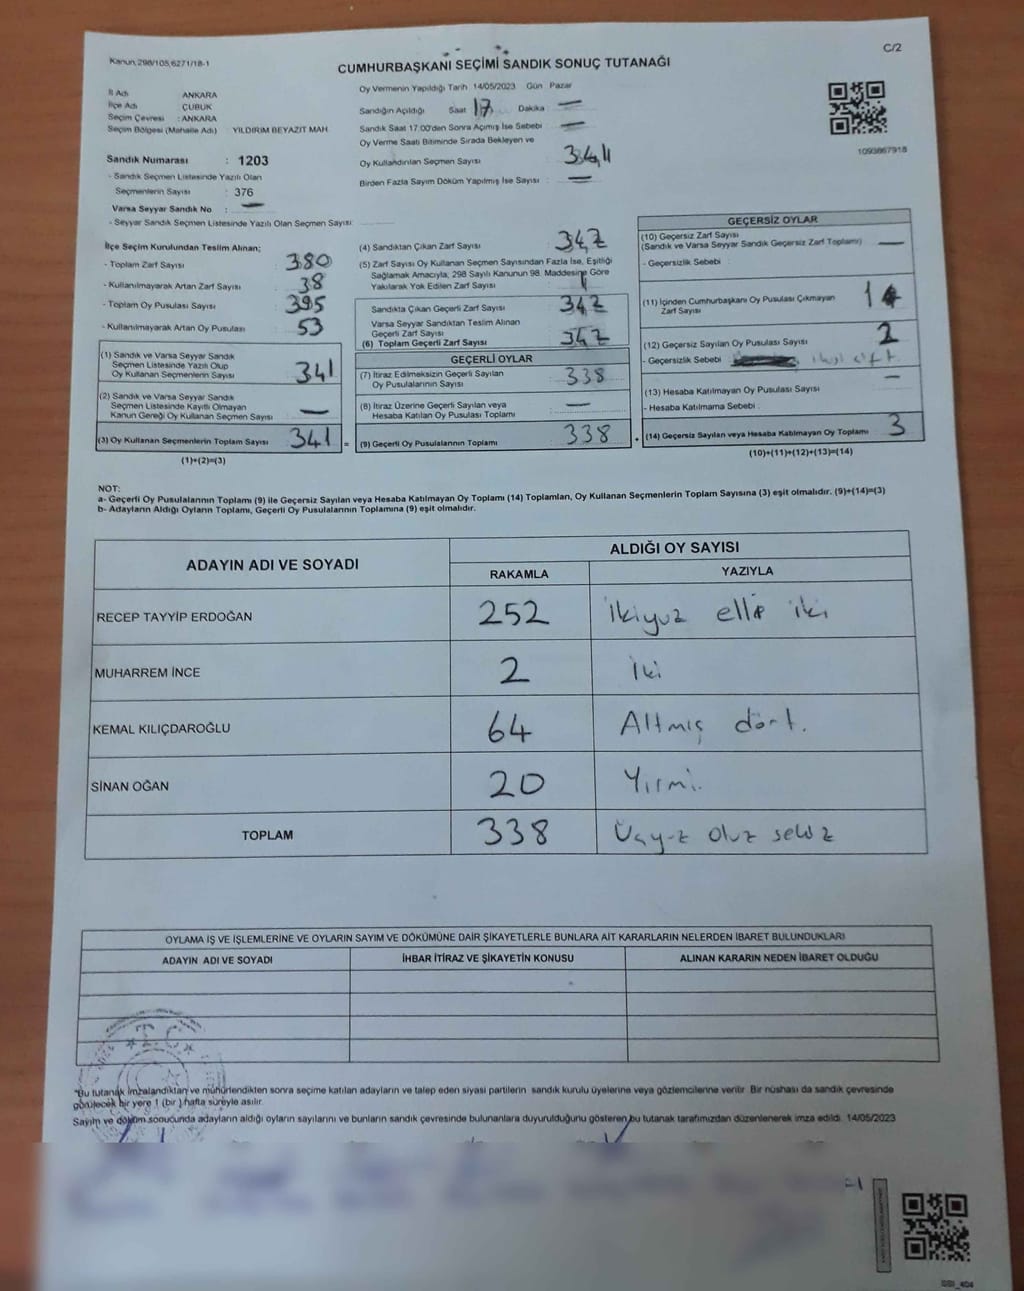 C/2
Kanun,298/105,6271/18-1
CUMHURBAŞKANI SEÇİMİ SANDIK SONUÇ TUTANAĞI
İl Adı ANKARA
İlçe Adı ÇUBUK
Seçim Çevresi : ANKARA
Seçim Bölgesi (Mahalle Adı) YILDIRIM BEYAZIT MAH.
Sandık Numarası : 1203
- Sandık Seçmen Listesinde Yazılı Olan
Seçmenlerin Sayısı : 376
Varsa Seyyar Sandık No : —
- Seyyar Sandık Seçmen Listesinde Yazılı Olan Seçmen Sayısı:
Oy Vermenin Yapıldığı Tarih 14/05/2023 Gün Pazar
Sandığın Açıldığı Saat 17 Dakika —
Sandık Saat 17.00'den Sonra Açımış İse Sebebi —
Oy Verme Saati Bitiminde Sırada Bekleyen ve
Oy Kullandırılan Seçmen Sayısı
Birden Fazla Sayım Döküm Yapılmış İse Sayısı : —
1093867918
İlçe Seçim Kurulundan Teslim Alınan;
- Toplam Zarf Sayısı : 380
- Kullanılmayarak Artan Zarf Sayısı : 38
- Toplam Oy Pusulası Sayısı : 395
- Kullanılmayarak Artan Oy Pusulası : 53
(1) Sandık ve Varsa Seyyar Sandık
Seçmen Listesinde Yazılı Olup
Oy Kullanan Seçmenlerin Sayısı 341
(2) Sandık ve Varsa Seyyar Sandık
Seçmen Listesinde Kayıtlı Olmayan
Kanun Gereği Oy Kullanan Seçmen Sayısı —
(3) Oy Kullanan Seçmenlerin Toplam Sayısı 341 =
(1)+(2)=(3)
(4) Sandıktan Çıkan Zarf Sayısı : 342
(5) Zarf Sayısı Oy Kullanan Seçmen Sayısından Fazla İse, Eşitliği
Sağlamak Amacıyla, 298 Sayılı Kanunun 98. Maddesine Göre
Yakılarak Yok Edilen Zarf Sayısı :
Sandıkta Çıkan Geçerli Zarf Sayısı 342
Varsa Seyyar Sandıktan Teslim Alınan
Geçerli Zarf Sayısı
(6) Toplam Geçerli Zarf Sayısı : 342
GEÇERLİ OYLAR
(7) İtiraz Edilmeksizin Geçerli Sayılan
Oy Pusulalarının Sayısı 338
(8) İtiraz Üzerine Geçerli Sayılan veya
Hesaba Katılan Oy Pusulası Toplamı —
(9) Geçerli Oy Pusulalarının Toplamı 338 +
GEÇERSİZ OYLAR
(10) Geçersiz Zarf Sayısı
(Sandık ve Varsa Seyyar Sandık Geçersiz Zarf Toplamı) —
- Geçersizlik Sebebi :
(11) İçinden Cumhurbaşkanı Oy Pusulası Çıkmayan
Zarf Sayısı 1
(12) Geçersiz Sayılan Oy Pusulası Sayısı 2
- Geçersizlik Sebebi çift
(13) Hesaba Katılmayan Oy Pusulası Sayısı —
- Hesaba Katılmama Sebebi :
(14) Geçersiz Sayılan veya Hesaba Katılmayan Oy Toplamı 3
(10)+(11)+(12)+(13)=(14)
NOT:
a- Geçerli Oy Pusulalarının Toplamı (9) ile Geçersiz Sayılan veya Hesaba Katılmayan Oy Toplamı (14) Toplamları, Oy Kullanan Seçmenlerin Toplam Sayısına (3) eşit olmalıdır. (9)+(14)=(3)
b- Adayların Aldığı Oyların Toplamı, Geçerli Oy Pusulalarının Toplamına (9) eşit olmalıdır.
ADAYIN ADI VE SOYADI ALDIĞI OY SAYISI
RAKAMLA YAZIYLA
RECEP TAYYİP ERDOĞAN 252 İkiyuz elli iki
MUHARREM İNCE 2 İki
KEMAL KILIÇDAROĞLU 64 Altmış dört.
SİNAN OĞAN 20 Yirmi.
TOPLAM 338 Üçyüz otuz sekiz
OYLAMA İŞ VE İŞLEMLERİNE VE OYLARIN SAYIM VE DÖKÜMÜNE DAİR ŞİKAYETLERLE BUNLARA AİT KARARLARIN NELERDEN İBARET BULUNDUKLARI
ADAYIN ADI VE SOYADI İHBAR İTİRAZ VE ŞİKAYETİN KONUSU ALINAN KARARIN NEDEN İBARET OLDUĞU
T.C.
*Bu tutanak imzalandıktan ve mühürlendikten sonra seçime katılan adayların ve talep eden siyasi partilerin sandık kurulu üyelerine veya gözlemcilerine verilir. Bir nüshası da sandık çevresinde
görülecek bir yere 1 (bir ) hafta süreyle asılır.
Sayım ve döküm sonucunda adayların aldığı oyların sayılarını ve bunların sandık çevresinde bulunanlara duyurulduğunu gösteren bu tutanak tarafımızdan düzenlenerek imza edildi. 14/05/2023